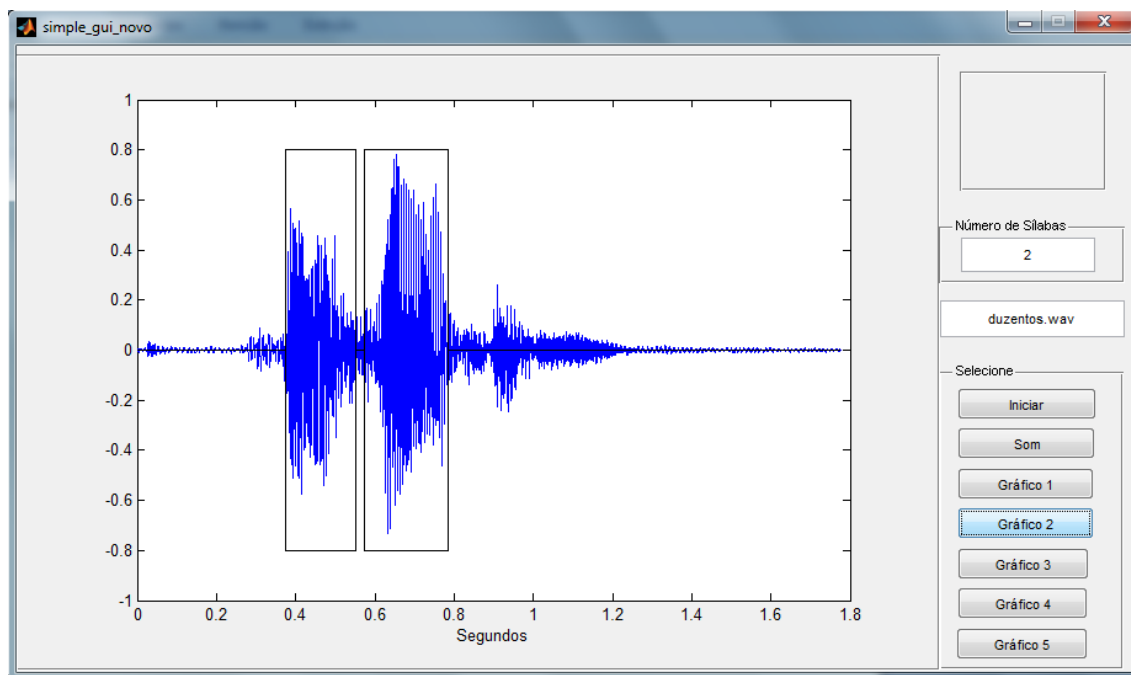 simple_gui_novo
1
0.8
0.6
0.4
0.2
0
-0.2
-0.4
-0.6
-0.8
-1
0 0.2 0.4 0.6 0.8 1 1.2 1.4 1.6 1.8
Segundos
Número de Sílabas
2
duzentos.wav
Selecione
Iniciar
Som
Gráfico 1
Gráfico 2
Gráfico 3
Gráfico 4
Gráfico 5